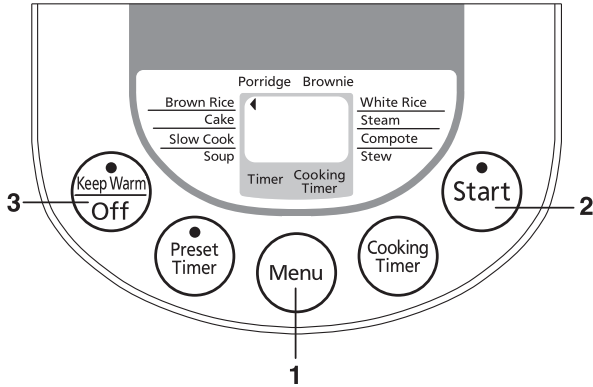 Porridge Brownie
Brown Rice
Cake
Slow Cook
Soup
White Rice
Steam
Compote
Stew
Timer
Cooking
Timer
Keep Warm
Off
3
Preset
Timer
Menu
1
Cooking
Timer
Start
2